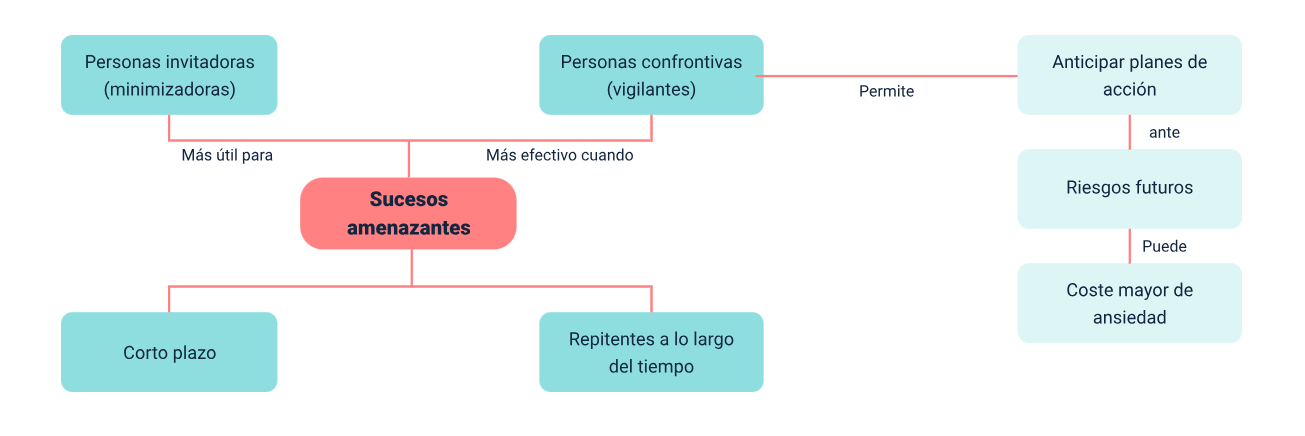 Personas invitadoras
(minimizadoras)
Personas confrontivas
(vigilantes)
Permite
Anticipar planes de
acción
ante
Más útil para
Más efectivo cuando
Sucesos
amenazantes
Riesgos futuros
Puede
Coste mayor de
ansiedad
Corto plazo
Repitentes a lo largo
del tiempo